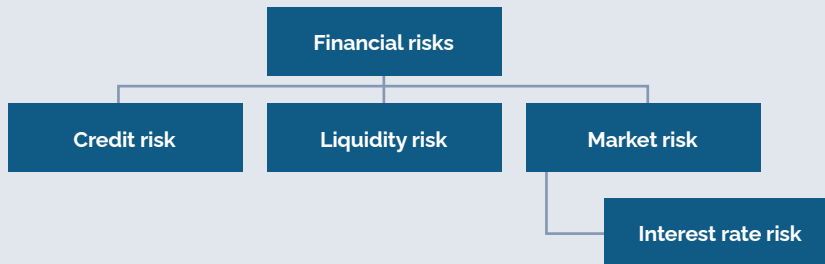 Financial risks
Credit risk
Liquidity risk
Market risk
Interest rate risk